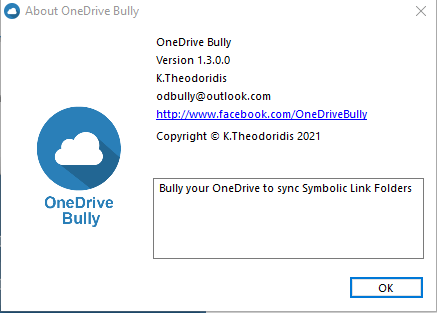 About OneDrive Bully
OneDrive Bully
Version 1.3.0.0
K.Theodoridis
odbully@outlook.com
http://www.facebook.com/OneDriveBully
Copyright © K.Theodoridis 2021
OneDrive
Bully
Bully your OneDrive to sync Symbolic Link Folders
OK